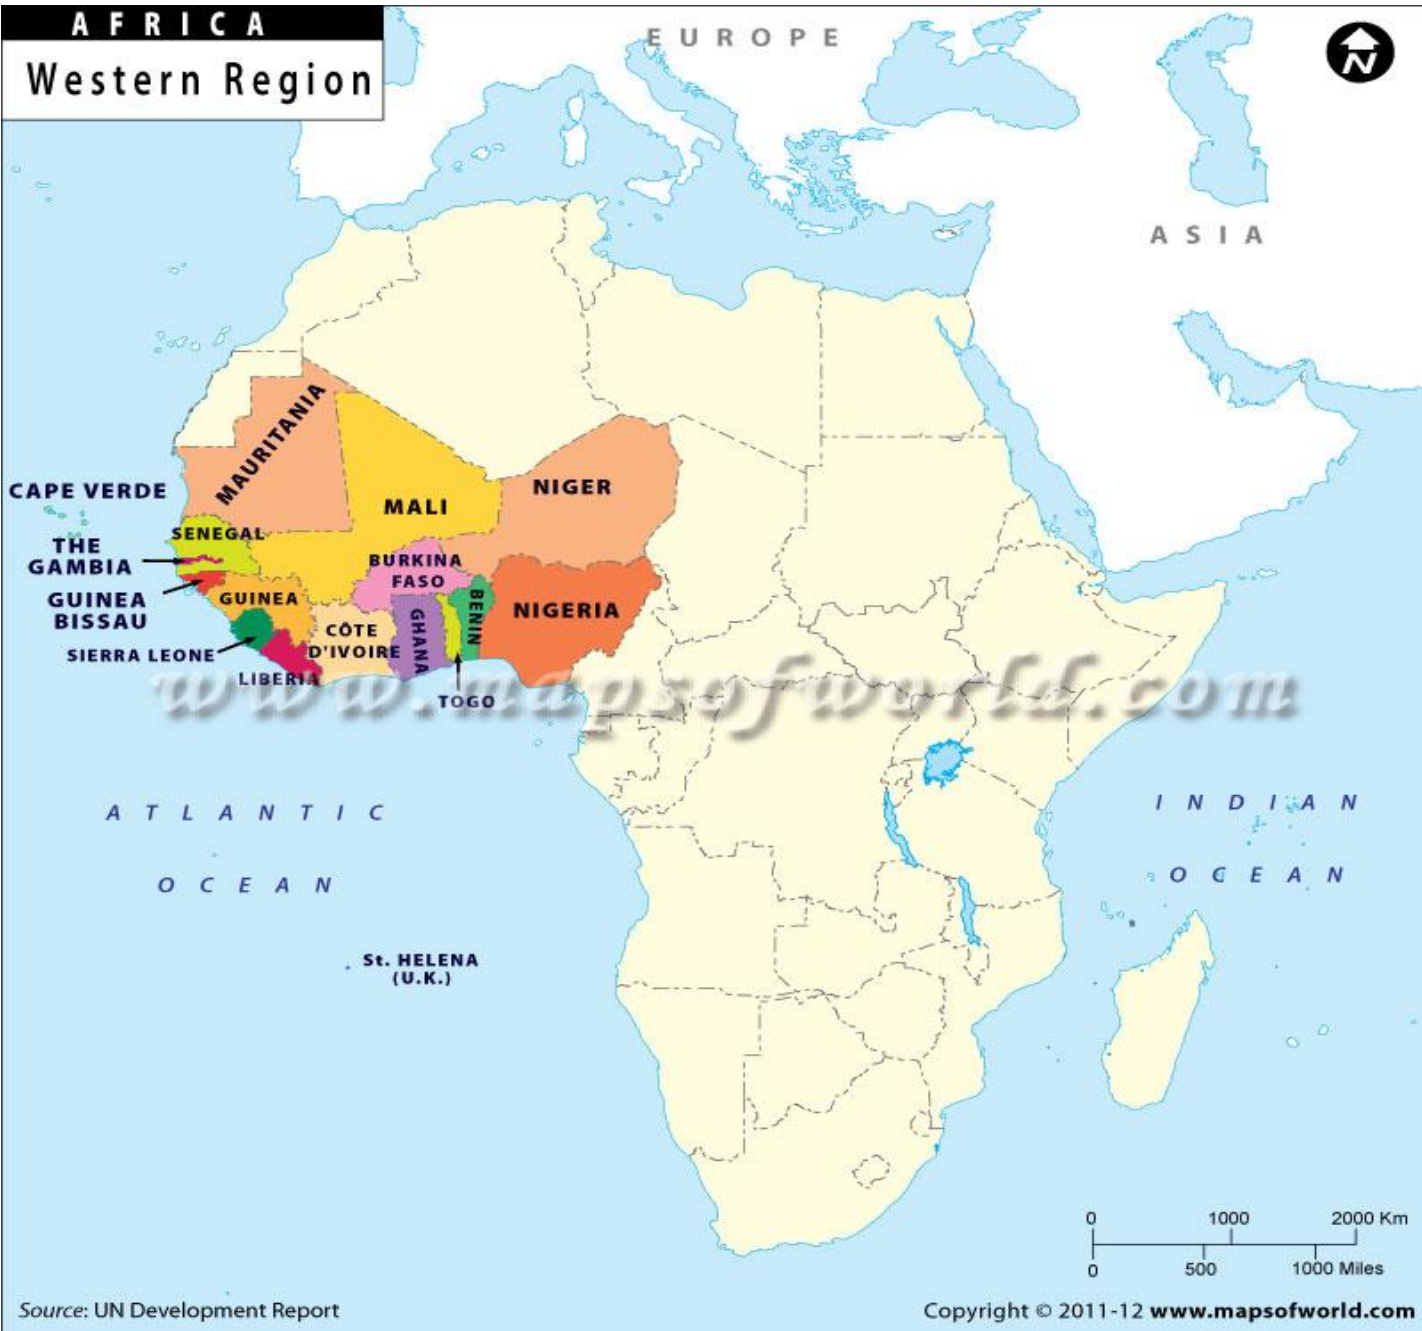 AFRICA
Western Region
EUROPE
N
ASIA
MAURITANIA
CAPE VERDE
NIGER
MALI
SENEGAL
THE
GAMBIA
BURKINA
FASO
GUINEA
BISSAU
GUINEA
BENIN
NIGERIA
GHANA
CÔTE
D'IVOIRE
SIERRA LEONE
LIBERIA
TOGO
www.mapsofworld.com
ATLANTIC
OCEAN
INDIAN
OCEAN
St. HELENA
(U.K.)
0 1000 2000 Km
0 500 1000 Miles
Source: UN Development Report
Copyright © 2011-12 www.mapsofworld.com